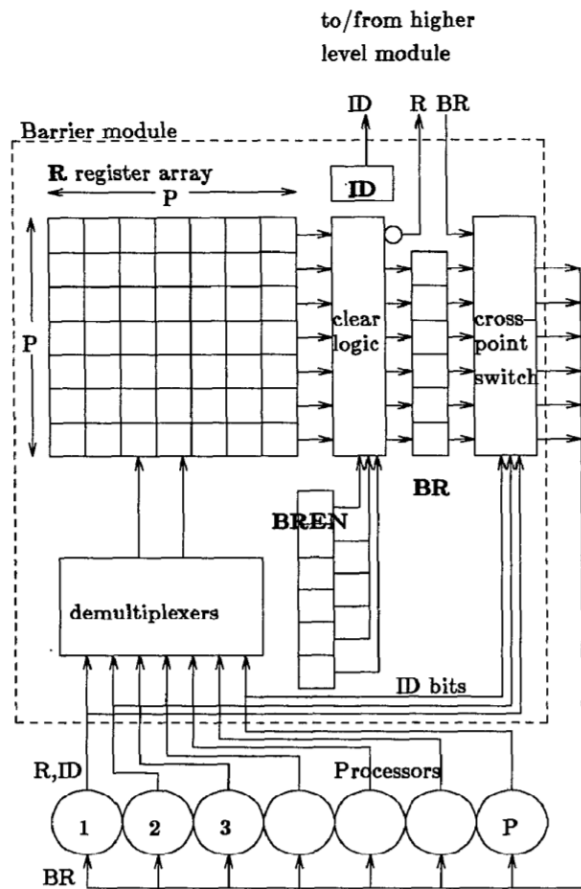 to/from higher
level module
ID R BR
Barrier module
R register array
P
ID
P
clear
logic
cross-
point
switch
BR
BREN
demultiplexers
ID bits
R,ID
Processors
1 2 3 P
BR